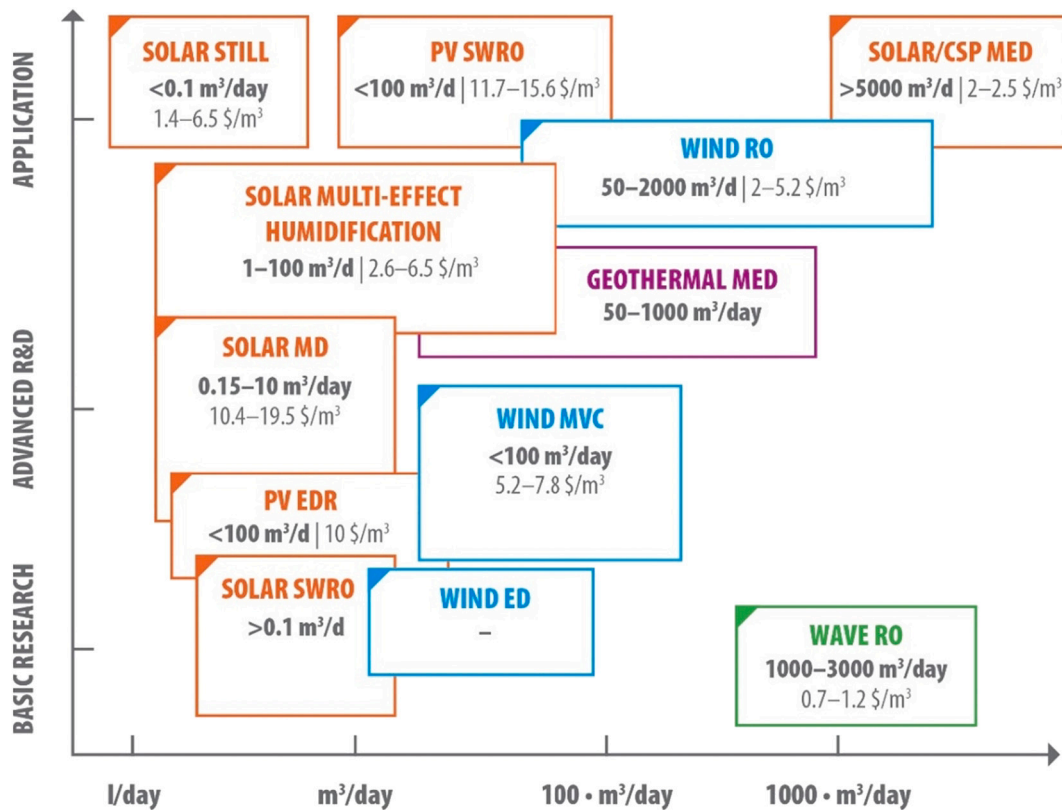 APPLICATION
ADVANCED R&D
BASIC RESEARCH
SOLAR STILL
<0.1 m³/day
1.4–6.5 $/m³
PV SWRO
<100 m³/d | 11.7–15.6 $/m³
SOLAR/CSP MED
>5000 m³/d | 2–2.5 $/m³
WIND RO
50–2000 m³/d | 2–5.2 $/m³
SOLAR MULTI-EFFECT
HUMIDIFICATION
1–100 m³/d | 2.6–6.5 $/m³
GEOTHERMAL MED
50–1000 m³/day
SOLAR MD
0.15–10 m³/day
10.4–19.5 $/m³
WIND MVC
<100 m³/day
5.2–7.8 $/m³
PV EDR
<100 m³/d | 10 $/m³
SOLAR SWRO
>0.1 m³/d
WIND ED
–
WAVE RO
1000–3000 m³/day
0.7–1.2 $/m³
l/day
m³/day
100 • m³/day
1000 • m³/day